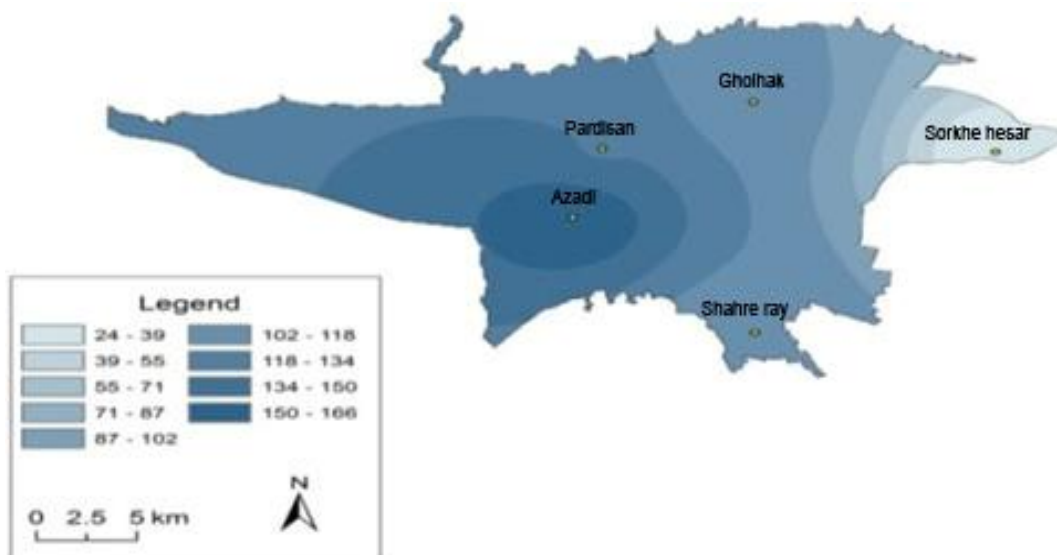 Gholhak
Pardisan
Sorkhe hesar
Azadi
Shahre ray
Legend
24 - 39
39 - 55
55 - 71
71 - 87
87 - 102
102 - 118
118 - 134
134 - 150
150 - 166
N
0 2.5 5 km